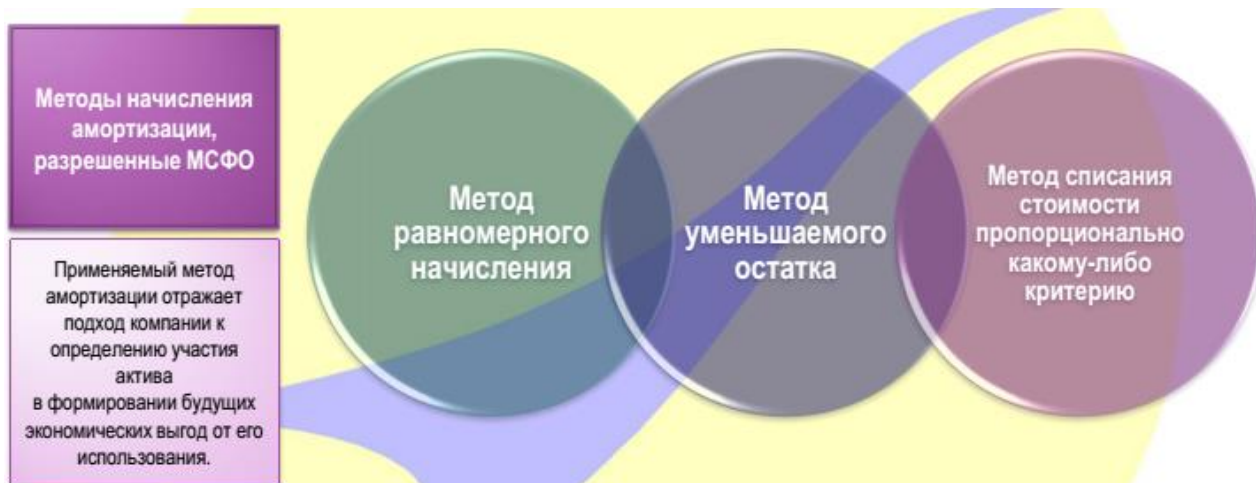 Методы начисления
амортизации,
разрешенные МСФО
Применяемый метод
амортизации отражает
подход компании к
определению участия
актива
в формировании будущих
экономических выгод от его
использования.
Метод
равномерного
начисления
Метод
уменьшаемого
остатка
Метод списания
стоимости
пропорционально
какому-либо
критерию